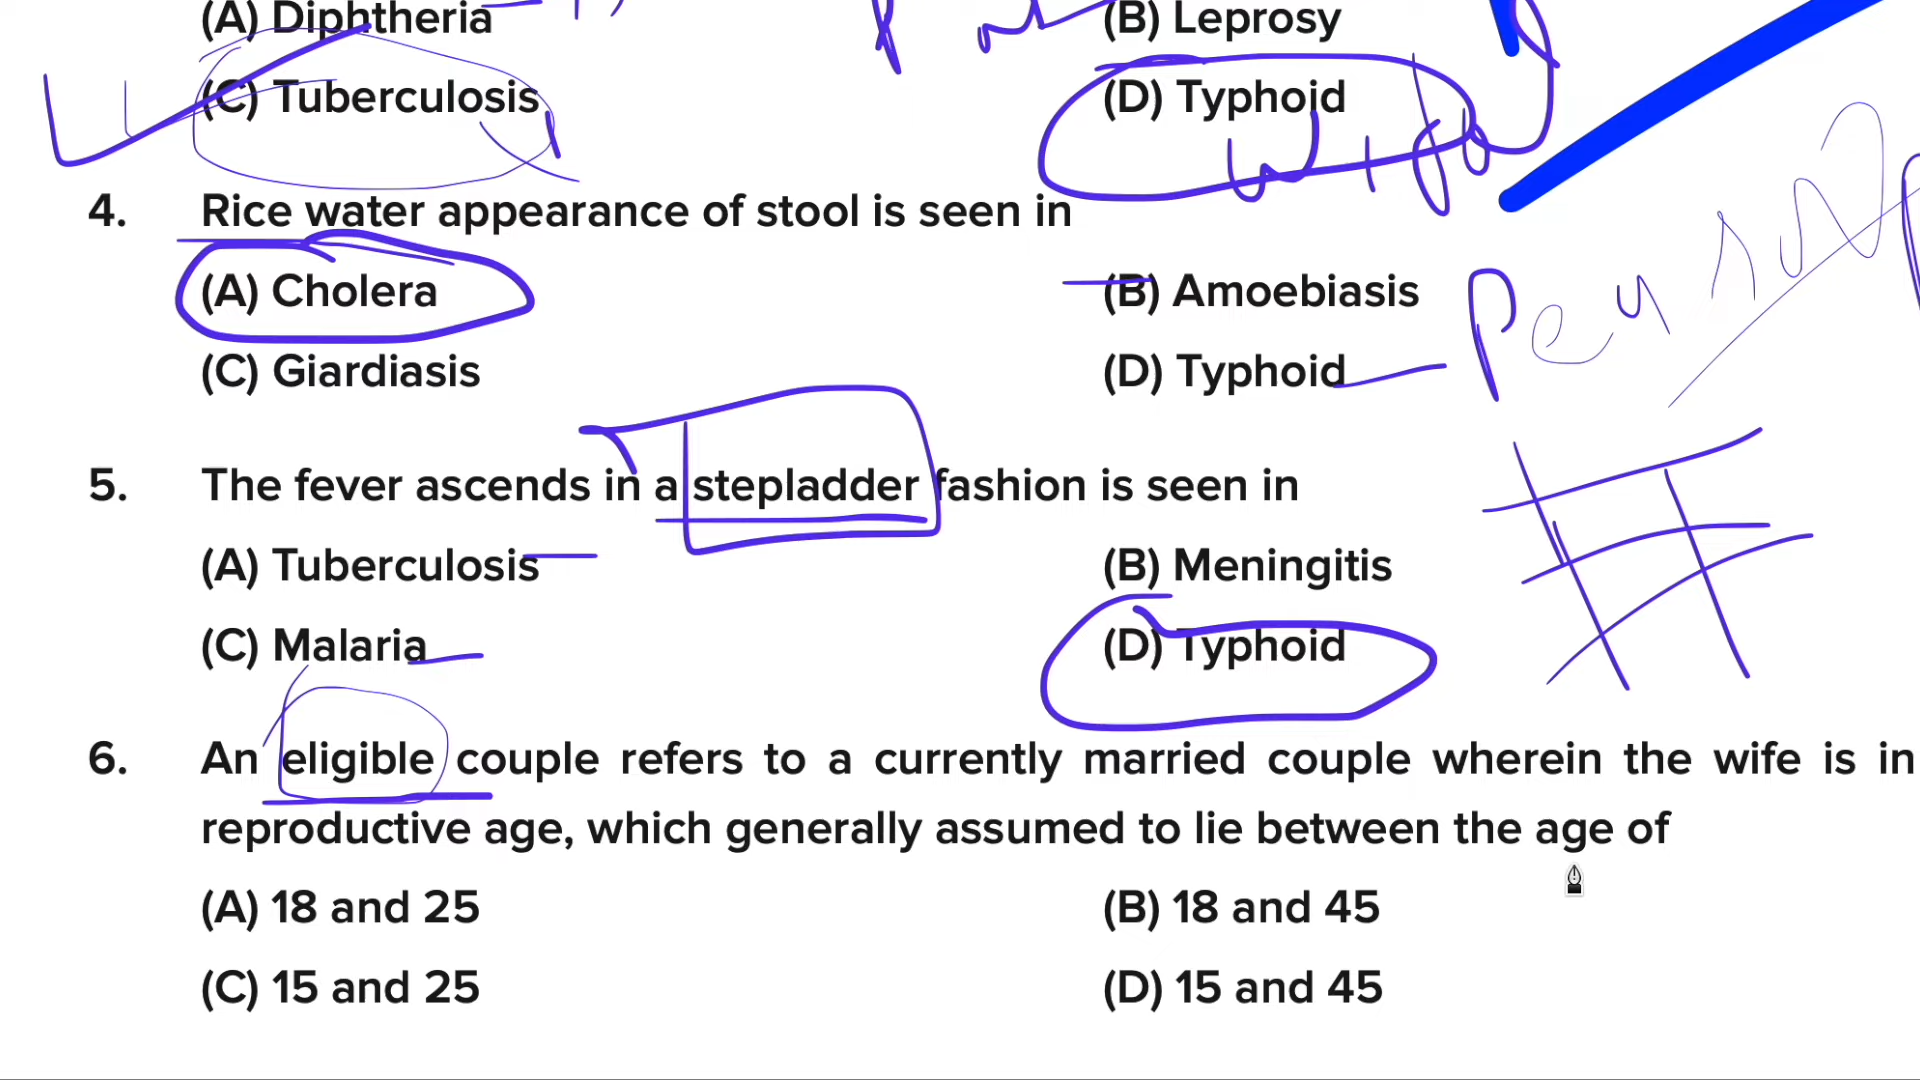 (A) Diphtheria (B) Leprosy
(C) Tuberculosis (D) Typhoid
Widal
4. Rice water appearance of stool is seen in
(A) Cholera (B) Amoebiasis
(C) Giardiasis (D) Typhoid
5. The fever ascends in a stepladder fashion is seen in
(A) Tuberculosis (B) Meningitis
(C) Malaria (D) Typhoid
6. An eligible couple refers to a currently married couple wherein the wife is in
reproductive age, which generally assumed to lie between the age of
(A) 18 and 25 (B) 18 and 45
(C) 15 and 25 (D) 15 and 45